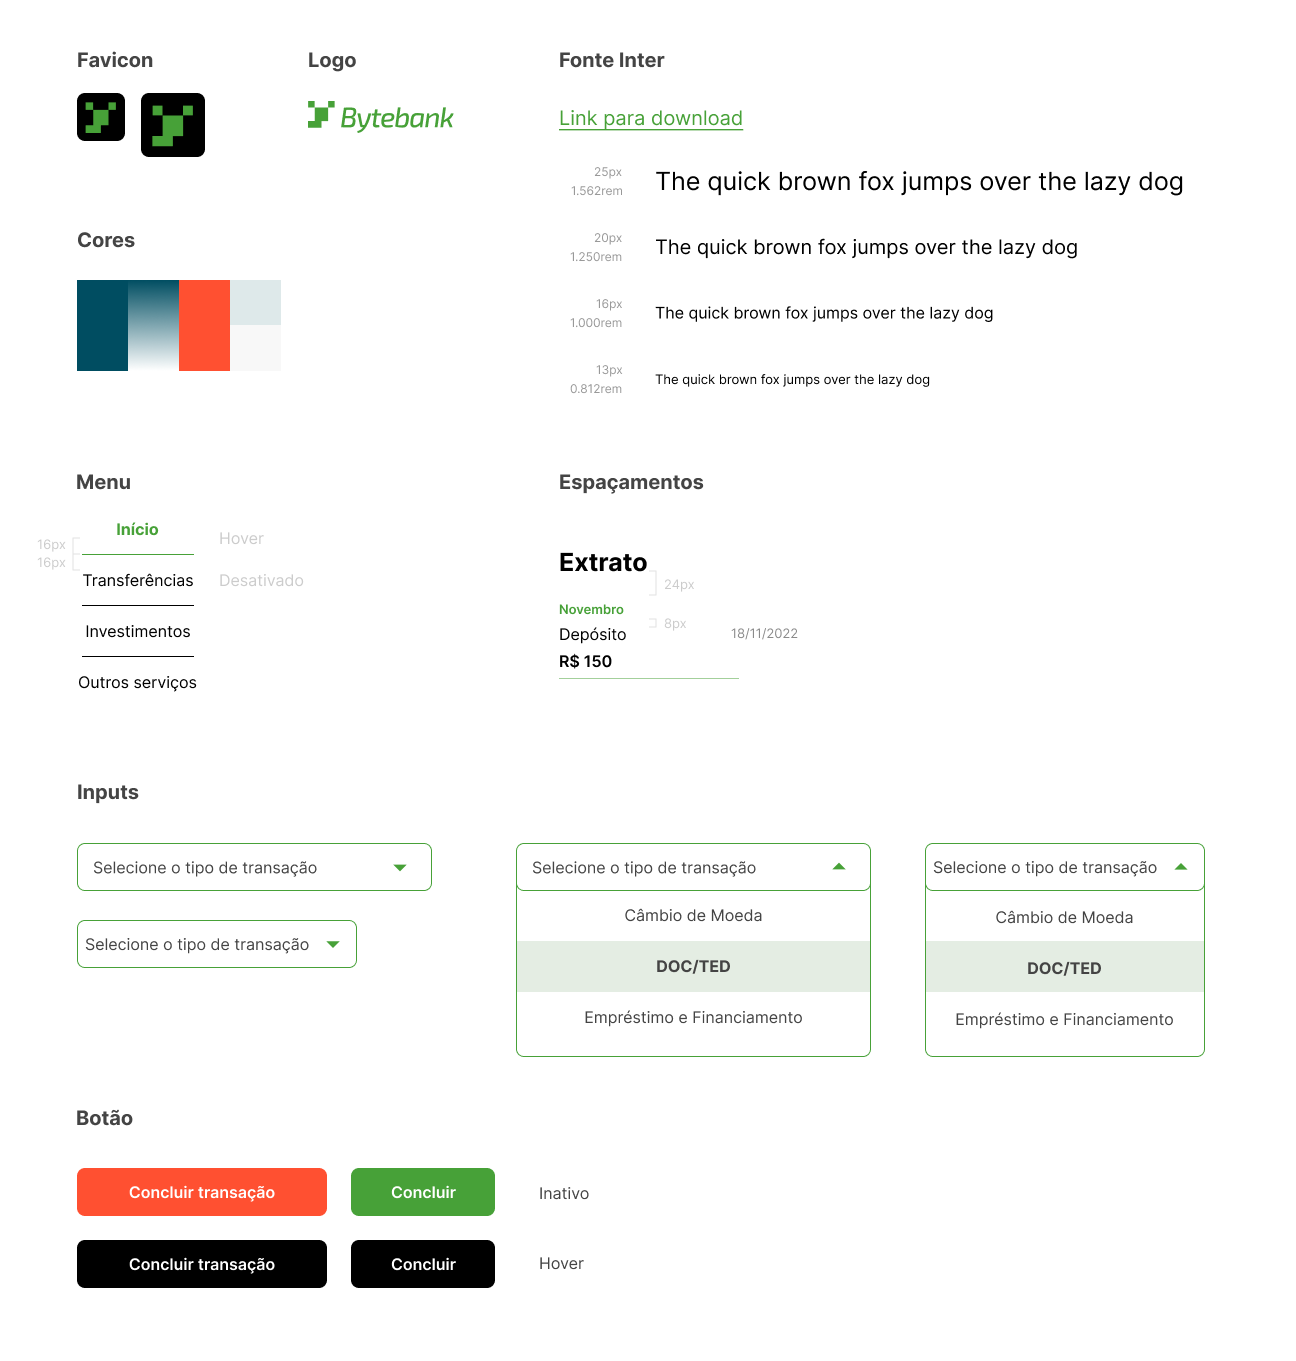 Favicon
Logo
Bytebank
Fonte Inter
Link para download
25px
1.562rem
The quick brown fox jumps over the lazy dog
20px
1.250rem
The quick brown fox jumps over the lazy dog
16px
1.000rem
The quick brown fox jumps over the lazy dog
13px
0.812rem
The quick brown fox jumps over the lazy dog
Cores
Menu
16px
16px
Início
Hover
Transferências
Desativado
Investimentos
Outros serviços
Espaçamentos
Extrato
24px
Novembro
8px
Depósito
18/11/2022
R$ 150
Inputs
Selecione o tipo de transação
Selecione o tipo de transação
Selecione o tipo de transação
Câmbio de Moeda
DOC/TED
Empréstimo e Financiamento
Selecione o tipo de transação
Câmbio de Moeda
DOC/TED
Empréstimo e Financiamento
Botão
Concluir transação
Concluir
Inativo
Concluir transação
Concluir
Hover